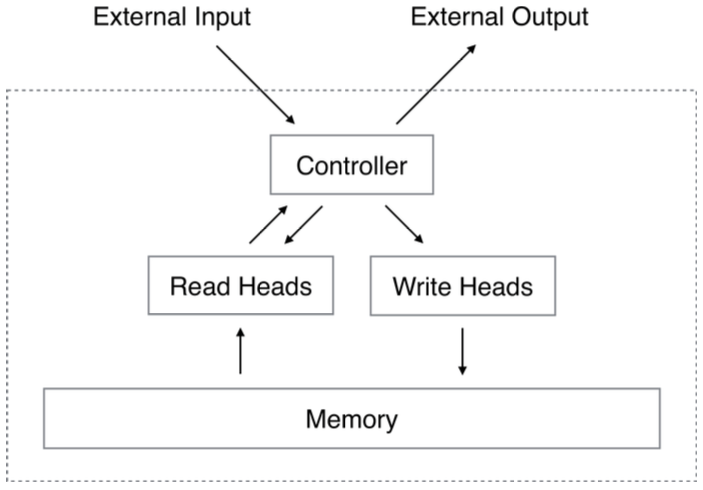 External Input
External Output
Controller
Read Heads
Write Heads
Memory